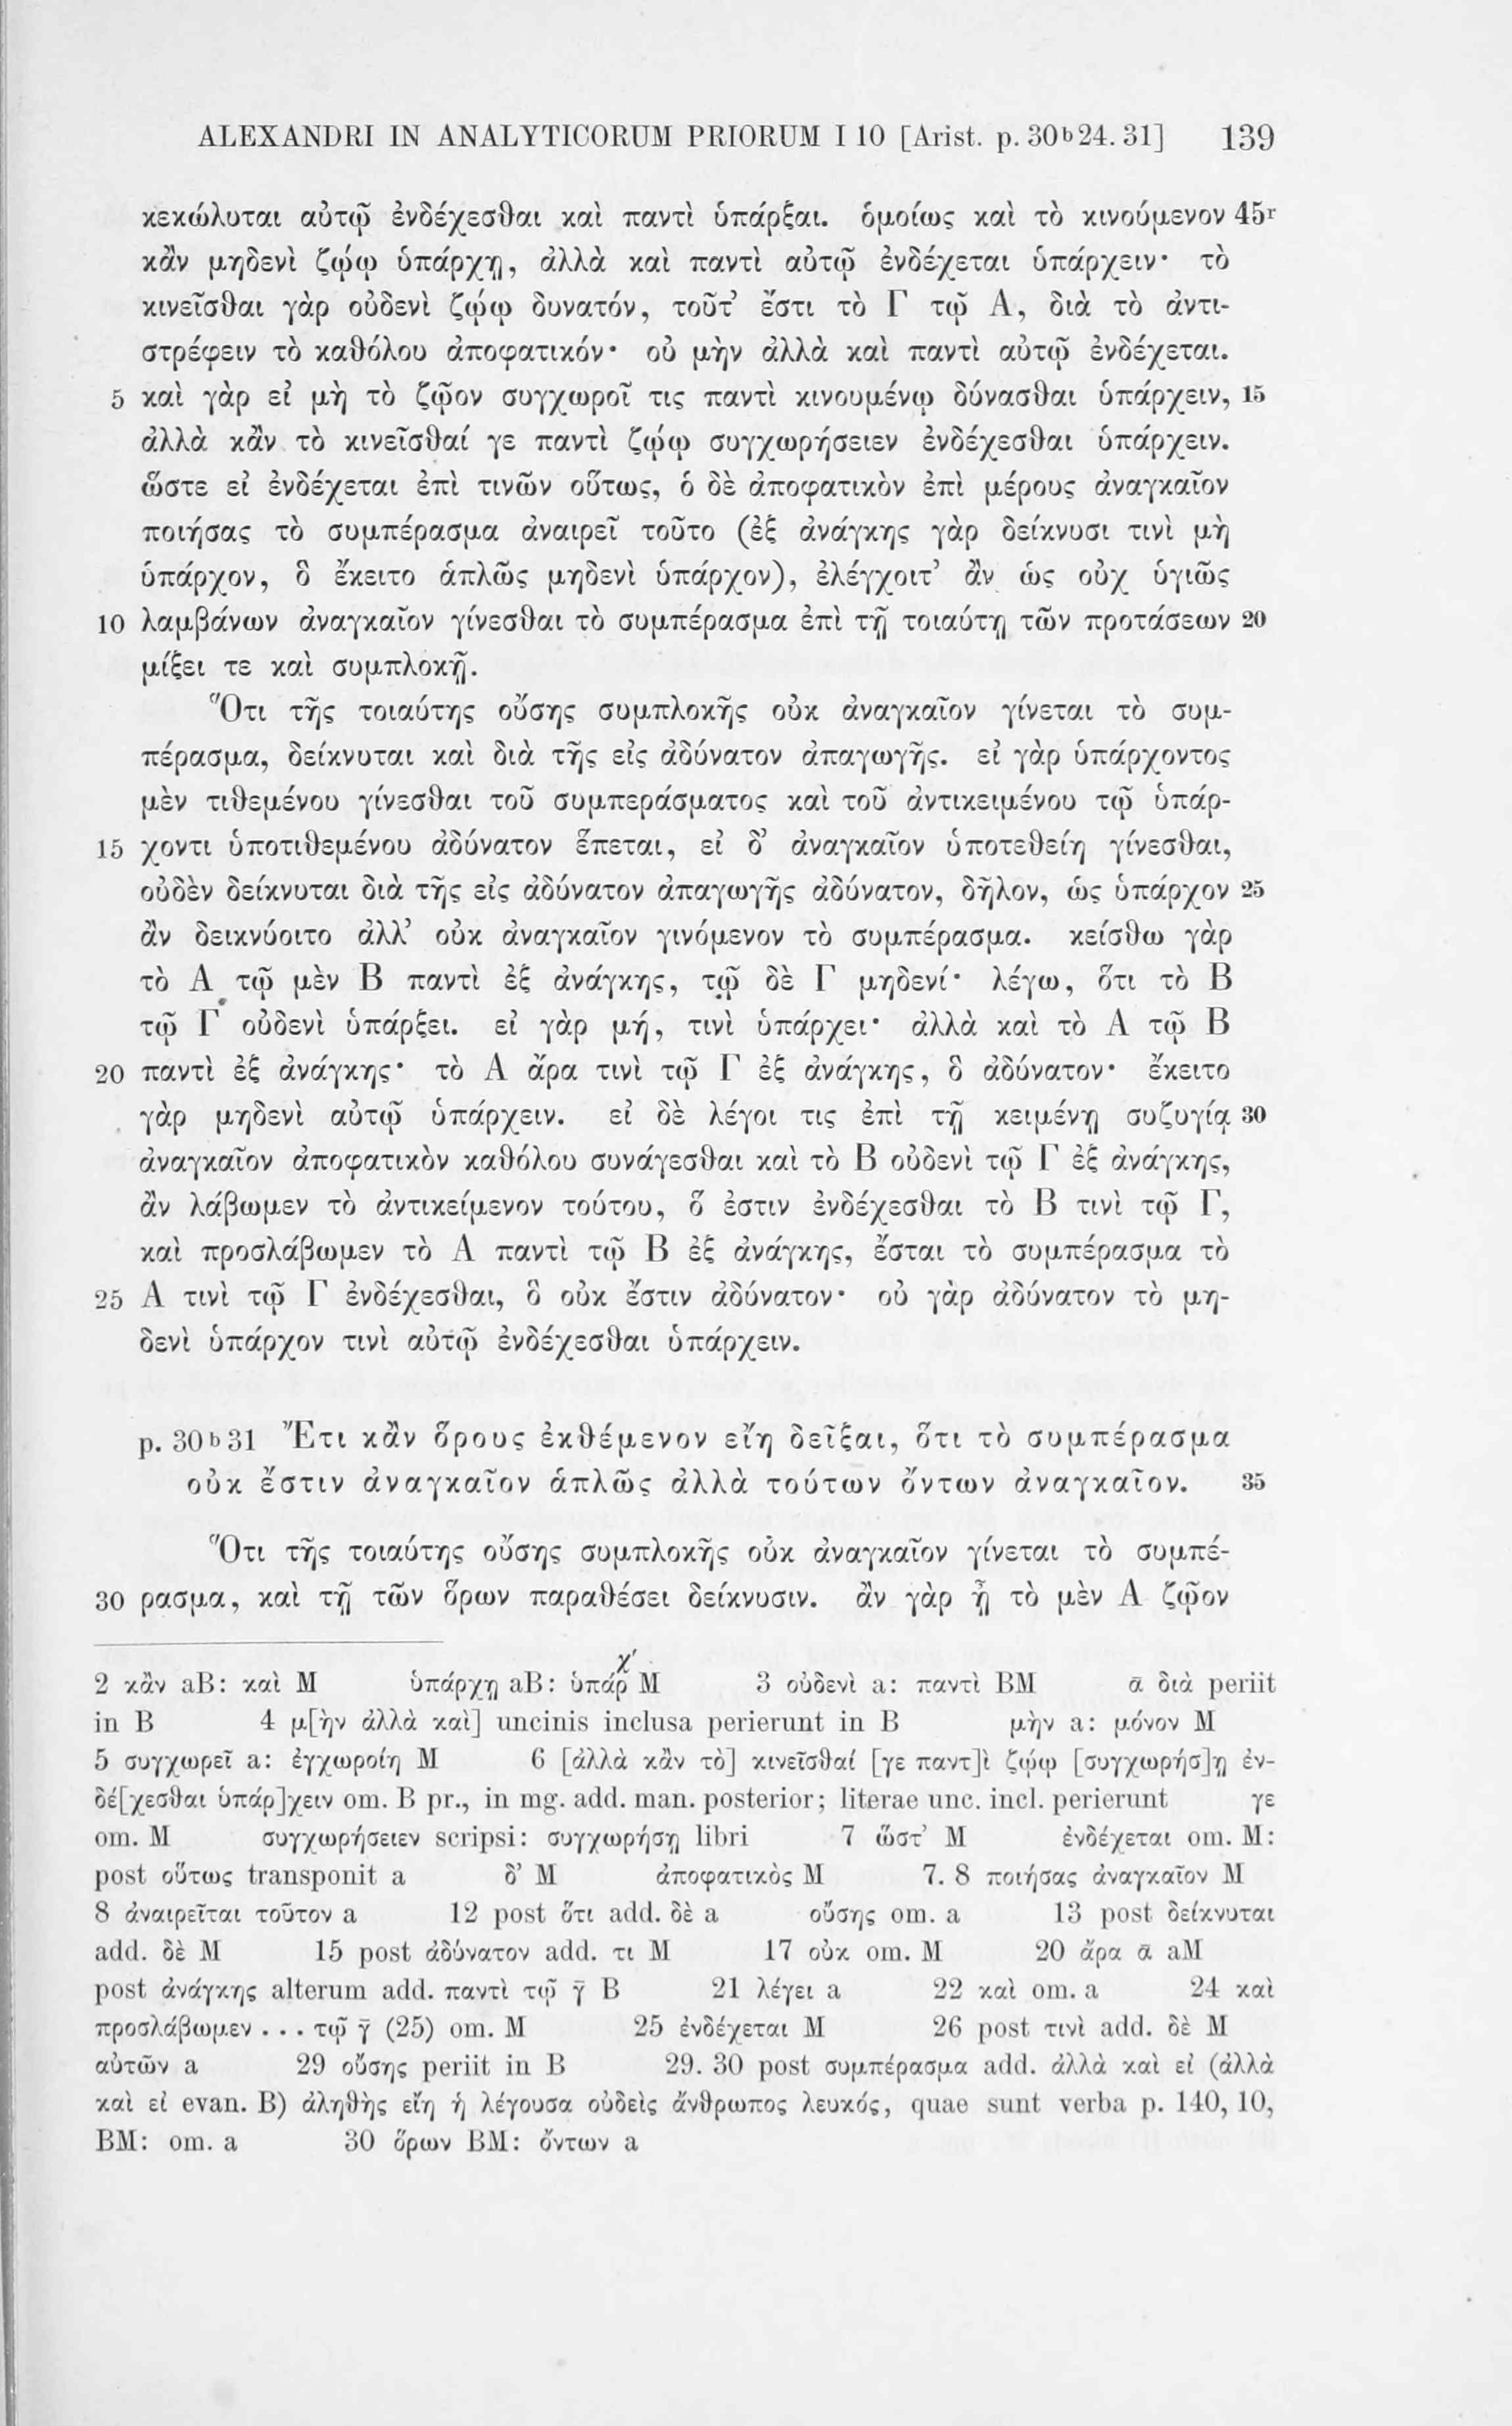 ALEXANDRI IN ANALYTICORUM PRIORUM I 10 [Arist. p. 30ᵇ24. 31] 139
κεκώλυται αὐτῷ ἐνδέχεσθαι καὶ παντὶ ὑπάρξαι. ὁμοίως καὶ τὸ κινούμενον 45ʳ
κἂν μηδενὶ ζῴῳ ὑπάρχῃ, ἀλλὰ καὶ παντὶ αὐτῷ ἐνδέχεται ὑπάρχειν· τὸ
κινεῖσθαι γὰρ οὐδενὶ ζῴῳ δυνατόν, τοῦτ’ ἔστι τὸ Γ τῷ Α, διὰ τὸ ἀντι-
στρέφειν τὸ καθόλου ἀποφατικόν· οὐ μὴν ἀλλὰ καὶ παντὶ αὐτῷ ἐνδέχεται.
5 καὶ γὰρ εἰ μὴ τὸ ζῷον συγχωροῖ τις παντὶ κινουμένῳ δύνασθαι ὑπάρχειν, 15
ἀλλὰ κἂν τὸ κινεῖσθαί γε παντὶ ζῴῳ συγχωρήσειεν ἐνδέχεσθαι ὑπάρχειν.
ὥστε εἰ ἐνδέχεται ἐπὶ τινῶν οὕτως, ὁ δὲ ἀποφατικὸν ἐπὶ μέρους ἀναγκαῖον
ποιήσας τὸ συμπέρασμα ἀναιρεῖ τοῦτο (ἐξ ἀνάγκης γὰρ δείκνυσι τινὶ μὴ
ὑπάρχον, ὃ ἔκειτο ἁπλῶς μηδενὶ ὑπάρχον), ἐλέγχοιτ’ ἂν ὡς οὐχ ὑγιῶς
10 λαμβάνων ἀναγκαῖον γίνεσθαι τὸ συμπέρασμα ἐπὶ τῇ τοιαύτῃ τῶν προτάσεων 20
μίξει τε καὶ συμπλοκῇ.
Ὅτι τῆς τοιαύτης οὔσης συμπλοκῆς οὐκ ἀναγκαῖον γίνεται τὸ συμ-
πέρασμα, δείκνυται καὶ διὰ τῆς εἰς ἀδύνατον ἀπαγωγῆς. εἰ γὰρ ὑπάρχοντος
μὲν τιθεμένου γίνεσθαι τοῦ συμπεράσματος καὶ τοῦ ἀντικειμένου τῷ ὑπάρ-
15 χοντι ὑποτιθεμένου ἀδύνατον ἕπεται, εἰ δ’ ἀναγκαῖον ὑποτεθείη γίνεσθαι,
οὐδὲν δείκνυται διὰ τῆς εἰς ἀδύνατον ἀπαγωγῆς ἀδύνατον, δῆλον, ὡς ὑπάρχον 25
ἂν δεικνύοιτο ἀλλ’ οὐκ ἀναγκαῖον γινόμενον τὸ συμπέρασμα. κείσθω γὰρ
τὸ Α τῷ μὲν Β παντὶ ἐξ ἀνάγκης, τῷ δὲ Γ μηδενί· λέγω, ὅτι τὸ Β
τῷ Γ οὐδενὶ ὑπάρξει. εἰ γὰρ μή, τινὶ ὑπάρχει· ἀλλὰ καὶ τὸ Α τῷ Β
20 παντὶ ἐξ ἀνάγκης· τὸ Α ἄρα τινὶ τῷ Γ ἐξ ἀνάγκης, ὃ ἀδύνατον· ἔκειτο
γὰρ μηδενὶ αὐτῷ ὑπάρχειν. εἰ δὲ λέγοι τις ἐπὶ τῇ κειμένῃ συζυγίᾳ 30
ἀναγκαῖον ἀποφατικὸν καθόλου συνάγεσθαι καὶ τὸ Β οὐδενὶ τῷ Γ ἐξ ἀνάγκης,
ἂν λάβωμεν τὸ ἀντικείμενον τούτου, ὅ ἐστιν ἐνδέχεσθαι τὸ Β τινὶ τῷ Γ,
καὶ προσλάβωμεν τὸ Α παντὶ τῷ Β ἐξ ἀνάγκης, ἔσται τὸ συμπέρασμα τὸ
25 Α τινὶ τῷ Γ ἐνδέχεσθαι, ὃ οὐκ ἔστιν ἀδύνατον· οὐ γὰρ ἀδύνατον τὸ μη-
δενὶ ὑπάρχον τινὶ αὐτῷ ἐνδέχεσθαι ὑπάρχειν.
p. 30ᵇ31 Ἔτι κἂν ὅρους ἐκθέμενον εἴη δεῖξαι, ὅτι τὸ συμπέρασμα
οὐκ ἔστιν ἀναγκαῖον ἁπλῶς ἀλλὰ τούτων ὄντων ἀναγκαῖον. 35
Ὅτι τῆς τοιαύτης οὔσης συμπλοκῆς οὐκ ἀναγκαῖον γίνεται τὸ συμπέ-
30 ρασμα, καὶ τῇ τῶν ὅρων παραθέσει δείκνυσιν. ἂν γὰρ ᾖ τὸ μὲν Α ζῷον
2 κἂν aB: καὶ M ὑπάρχῃ aB: ὑπάρχ́ M 3 οὐδενὶ a: παντὶ BM ᾱ διὰ periit
in B 4 μ[ὴν ἀλλὰ καὶ] uncinis inclusa perierunt in B μὴν a: μόνον M
5 συγχωρεῖ a: ἐγχωροίη M 6 [ἀλλὰ κἂν τὸ] κινεῖσθαί [γε παντ]ὶ ζῴῳ [συγχωρήσ]ῃ ἐν-
δέ[χεσθαι ὑπάρ]χειν om. B pr., in mg. add. man. posterior; literae unc. incl. perierunt γε
om. M συγχωρήσειεν scripsi: συγχωρήσῃ libri 7 ὥστ’ M ἐνδέχεται om. M:
post οὕτως transponit a δ’ M ἀποφατικὸς M 7. 8 ποιήσας ἀναγκαῖον M
8 ἀναιρεῖται τοῦτον a 12 post ὅτι add. δὲ a οὔσης om. a 13 post δείκνυται
add. δὲ M 15 post ἀδύνατον add. τι M 17 οὐκ om. M 20 ἄρα ᾱ aM
post ἀνάγκης alterum add. παντὶ τῷ γ̄ B 21 λέγει a 22 καὶ om. a 24 καὶ
προσλάβωμεν . . . τῷ γ̄ (25) om. M 25 ἐνδέχεται M 26 post τινὶ add. δὲ M
αὐτῶν a 29 οὔσης periit in B 29. 30 post συμπέρασμα add. ἀλλὰ καὶ εἰ (ἀλλὰ
καὶ εἰ evan. B) ἀληθὴς εἴη ἡ λέγουσα οὐδεὶς ἄνθρωπος λευκός, quae sunt verba p. 140, 10,
BM: om. a 30 ὅρων BM: ὄντων a